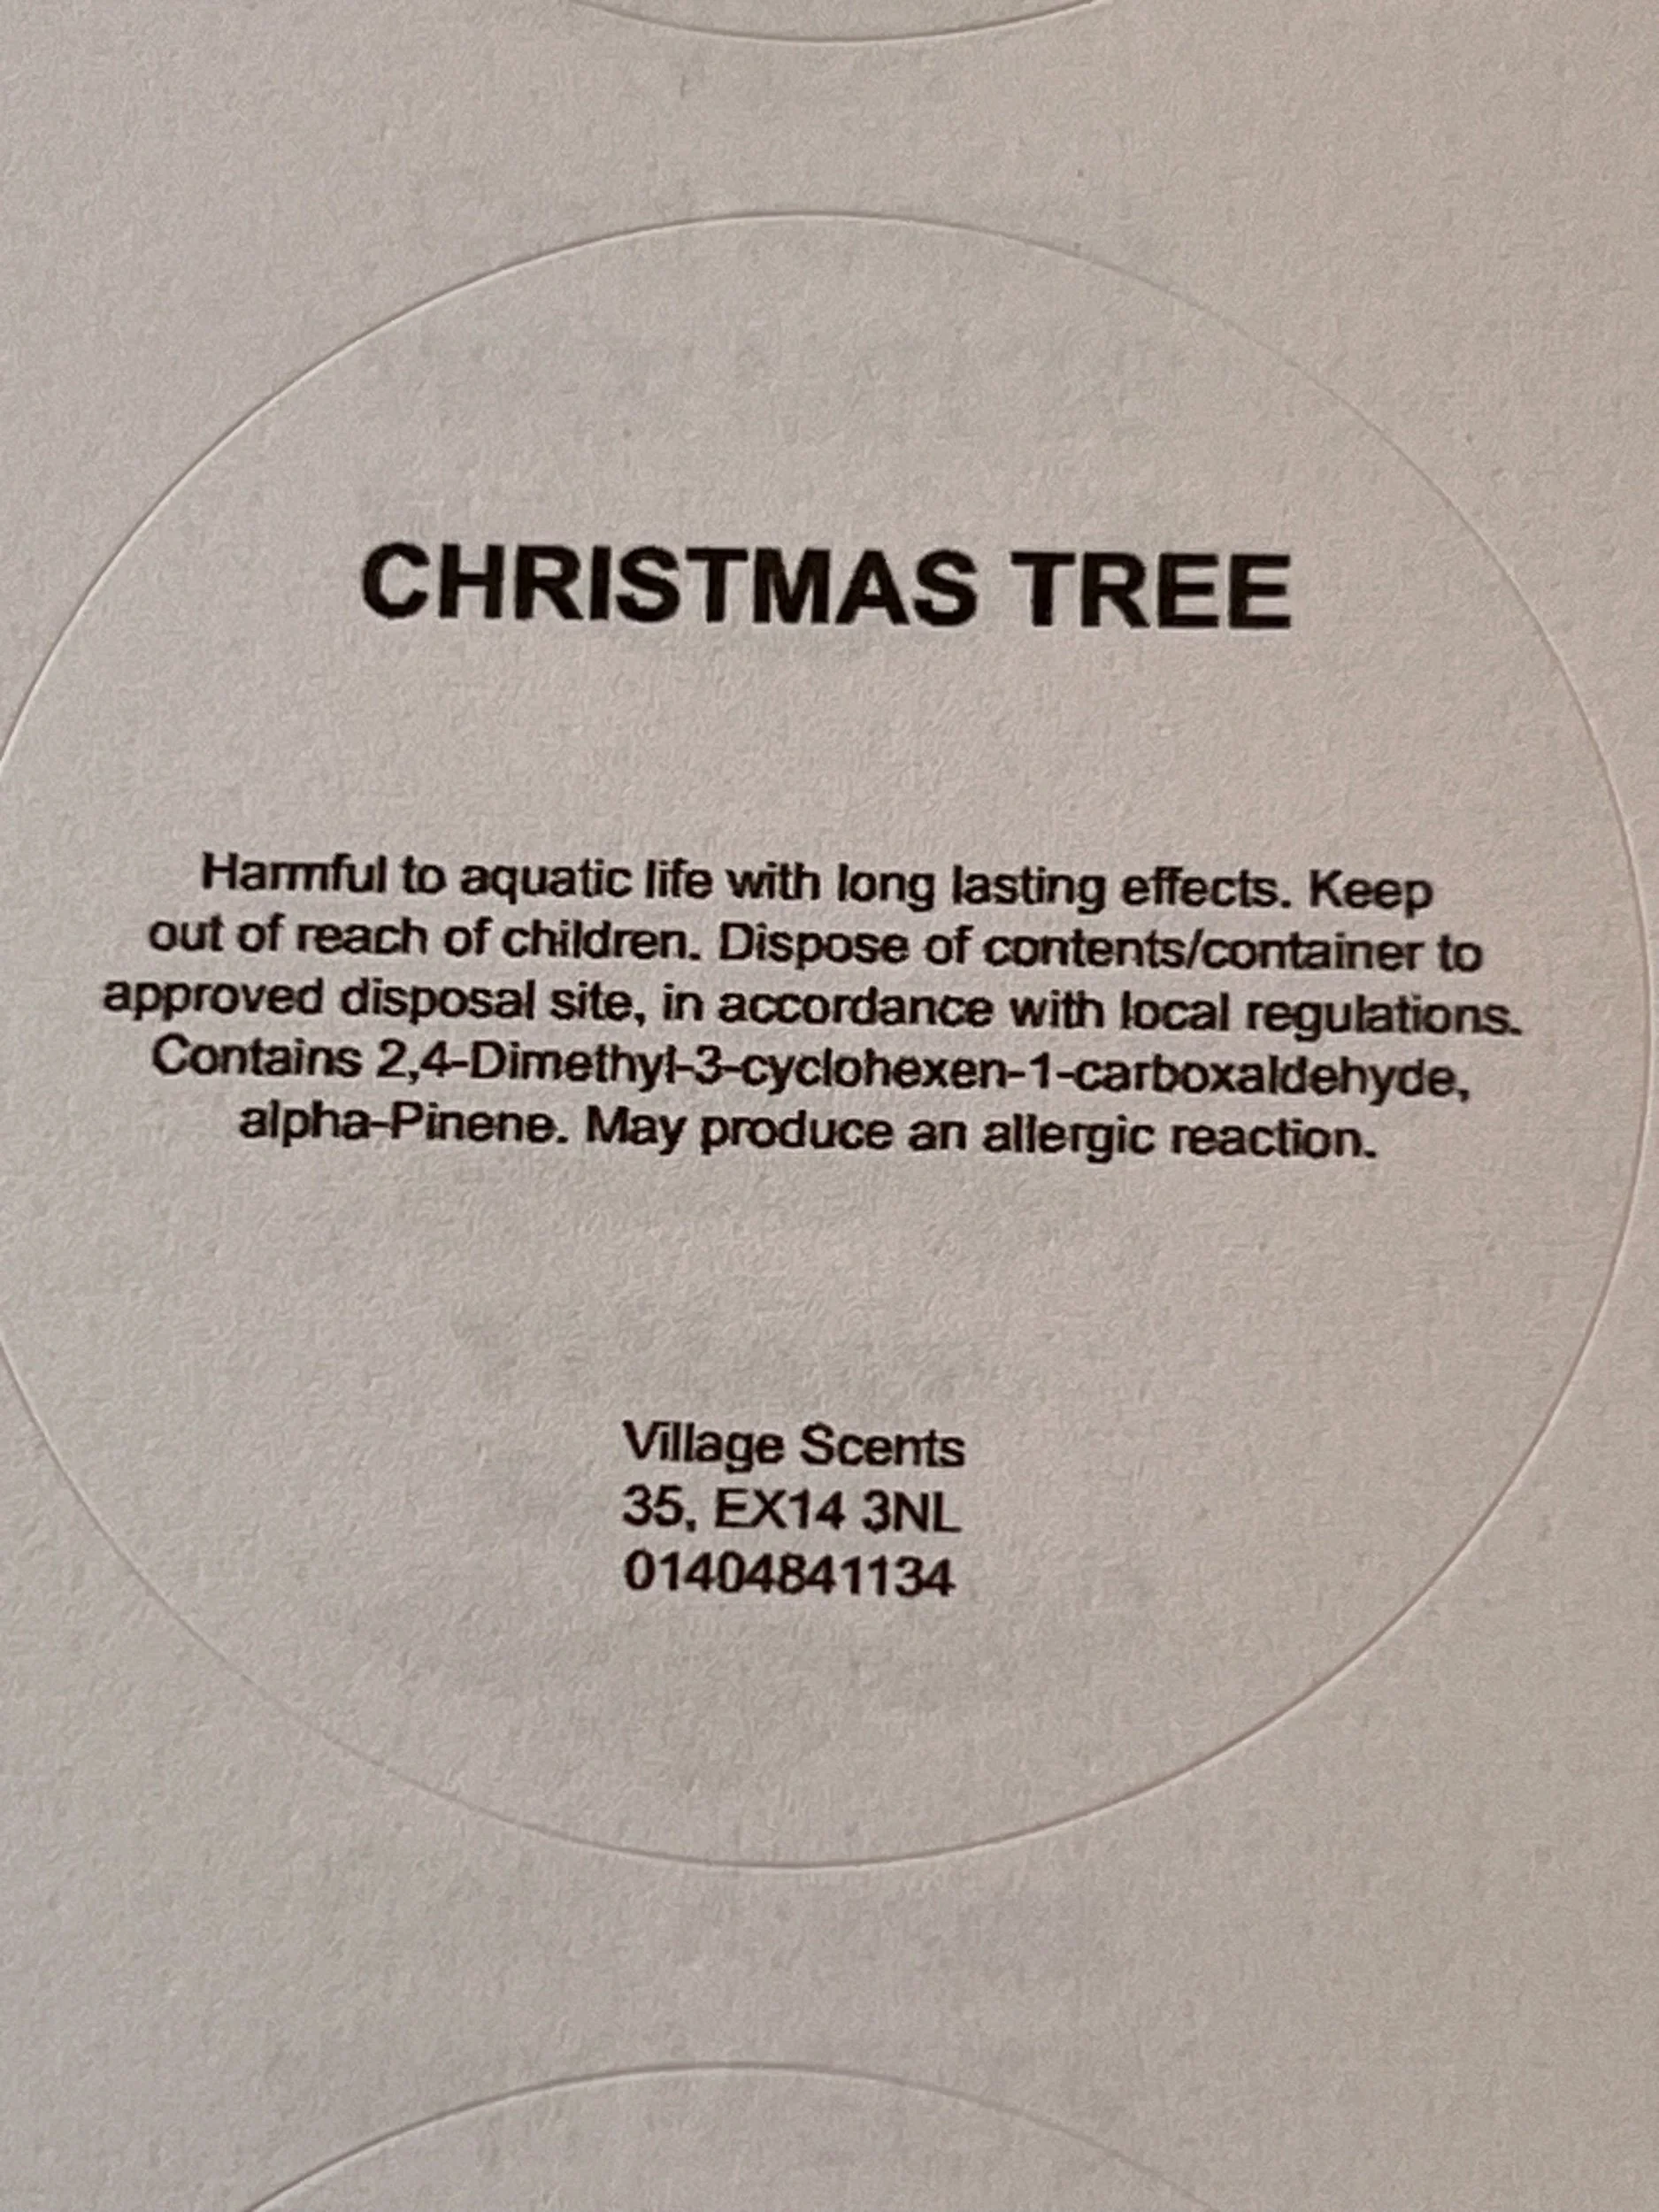 CHRISTMAS TREE
Harmful to aquatic life with long lasting effects. Keep
out of reach of children. Dispose of contents/container to
approved disposal site, in accordance with local regulations.
Contains 2,4-Dimethyl-3-cyclohexen-1-carboxaldehyde,
alpha-Pinene. May produce an allergic reaction.
Village Scents
35, EX14 3NL
01404841134